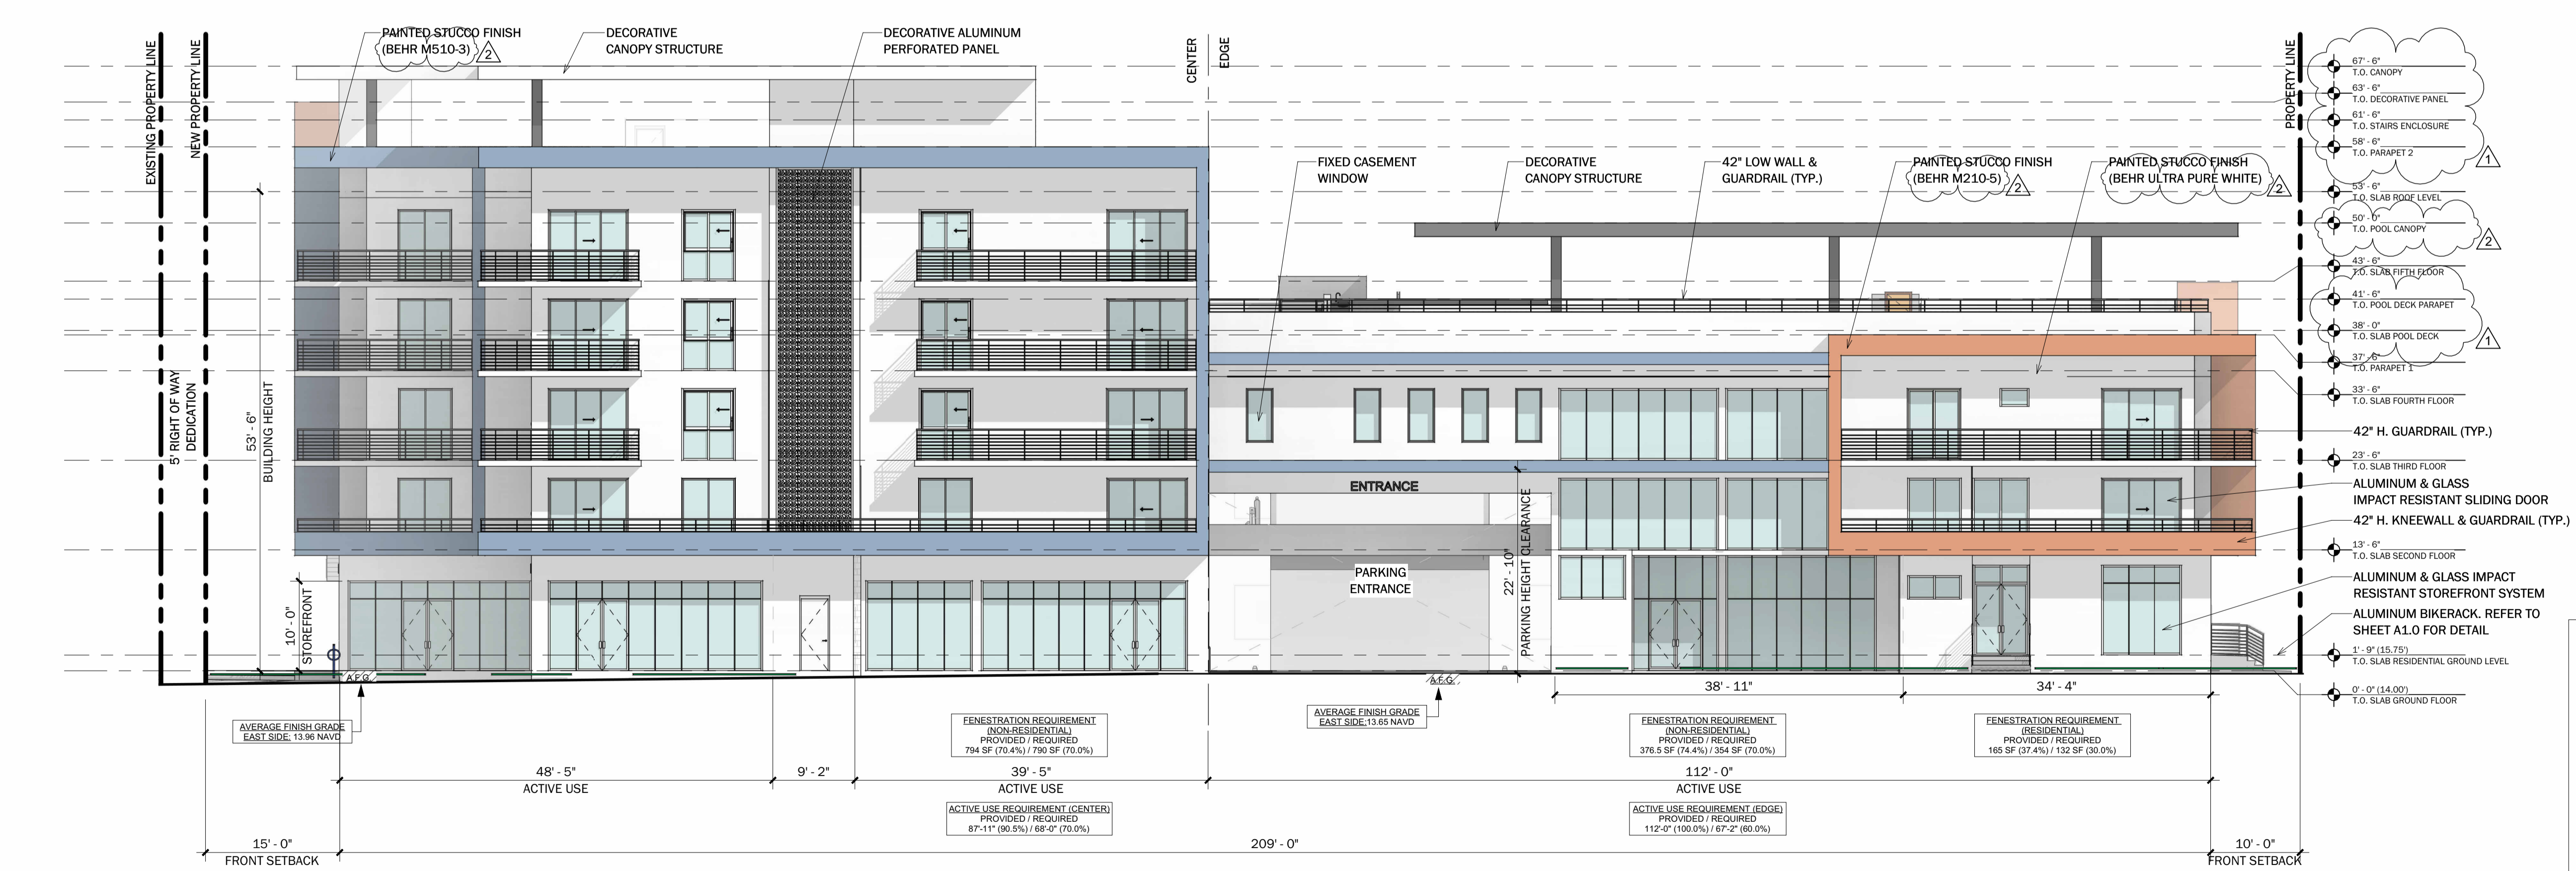 EXISTING PROPERTY LINE
NEW PROPERTY LINE
PAINTED STUCCO FINISH
(BEHR M510-3)
2
DECORATIVE
CANOPY STRUCTURE
DECORATIVE ALUMINUM
PERFORATED PANEL
CENTER
EDGE
PROPERTY LINE
67' - 6"
T.O. CANOPY
63' - 6"
T.O. DECORATIVE PANEL
61' - 6"
T.O. STAIRS ENCLOSURE
58' - 6"
T.O. PARAPET 2
1
FIXED CASEMENT
WINDOW
DECORATIVE
CANOPY STRUCTURE
42" LOW WALL &
GUARDRAIL (TYP.)
PAINTED STUCCO FINISH
(BEHR M210-5)
2
PAINTED STUCCO FINISH
(BEHR ULTRA PURE WHITE)
2
53' - 6"
T.O. SLAB ROOF LEVEL
50' - 0"
T.O. POOL CANOPY
2
43' - 6"
T.O. SLAB FIFTH FLOOR
41' - 6"
T.O. POOL DECK PARAPET
38' - 0"
T.O. SLAB POOL DECK
1
37' - 6"
T.O. PARAPET 1
33' - 6"
T.O. SLAB FOURTH FLOOR
42" H. GUARDRAIL (TYP.)
23' - 6"
T.O. SLAB THIRD FLOOR
ALUMINUM & GLASS
IMPACT RESISTANT SLIDING DOOR
42" H. KNEEWALL & GUARDRAIL (TYP.)
13' - 6"
T.O. SLAB SECOND FLOOR
ALUMINUM & GLASS IMPACT
RESISTANT STOREFRONT SYSTEM
ALUMINUM BIKERACK. REFER TO
SHEET A1.0 FOR DETAIL
1' - 9" (15.75')
T.O. SLAB RESIDENTIAL GROUND LEVEL
0' - 0" (14.00')
T.O. SLAB GROUND FLOOR
5' RIGHT OF WAY
DEDICATION
53' - 6"
BUILDING HEIGHT
10' - 0"
STOREFRONT
ENTRANCE
PARKING
ENTRANCE
22' - 10"
PARKING HEIGHT CLEARANCE
A.F.G.
A.F.G.
38' - 11"
34' - 4"
AVERAGE FINISH GRADE
EAST SIDE: 13.96 NAVD
FENESTRATION REQUIREMENT
(NON-RESIDENTIAL)
PROVIDED / REQUIRED
794 SF (70.4%) / 790 SF (70.0%)
AVERAGE FINISH GRADE
EAST SIDE:13.65 NAVD
FENESTRATION REQUIREMENT
(NON-RESIDENTIAL)
PROVIDED / REQUIRED
376.5 SF (74.4%) / 354 SF (70.0%)
FENESTRATION REQUIREMENT
(RESIDENTIAL)
PROVIDED / REQUIRED
165 SF (37.4%) / 132 SF (30.0%)
48' - 5"
ACTIVE USE
9' - 2"
39' - 5"
ACTIVE USE
112' - 0"
ACTIVE USE
ACTIVE USE REQUIREMENT (CENTER)
PROVIDED / REQUIRED
87'-11" (90.5%) / 68'-0" (70.0%)
ACTIVE USE REQUIREMENT (EDGE)
PROVIDED / REQUIRED
112'-0" (100.0%) / 67'-2" (60.0%)
15' - 0"
FRONT SETBACK
209' - 0"
10' - 0"
FRONT SETBACK